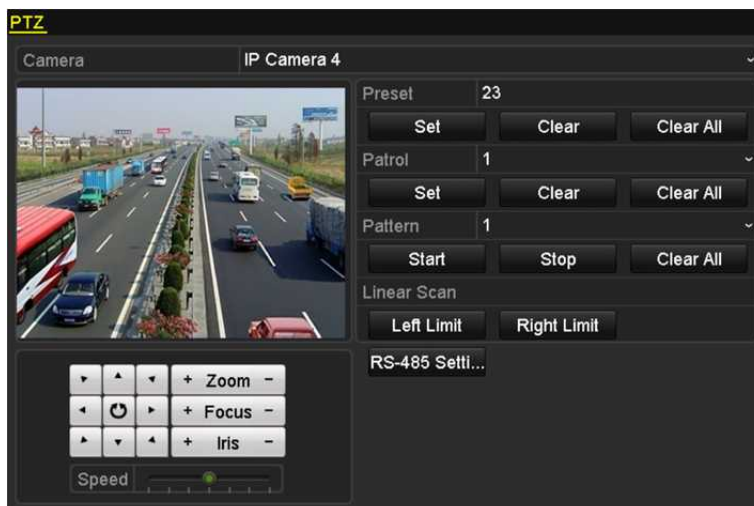 PTZ
Camera IP Camera 4
Preset 23
Set Clear Clear All
Patrol 1
Set Clear Clear All
Pattern 1
Start Stop Clear All
Linear Scan
Left Limit Right Limit
RS-485 Setti...
+ Zoom -
+ Focus -
+ Iris -
Speed